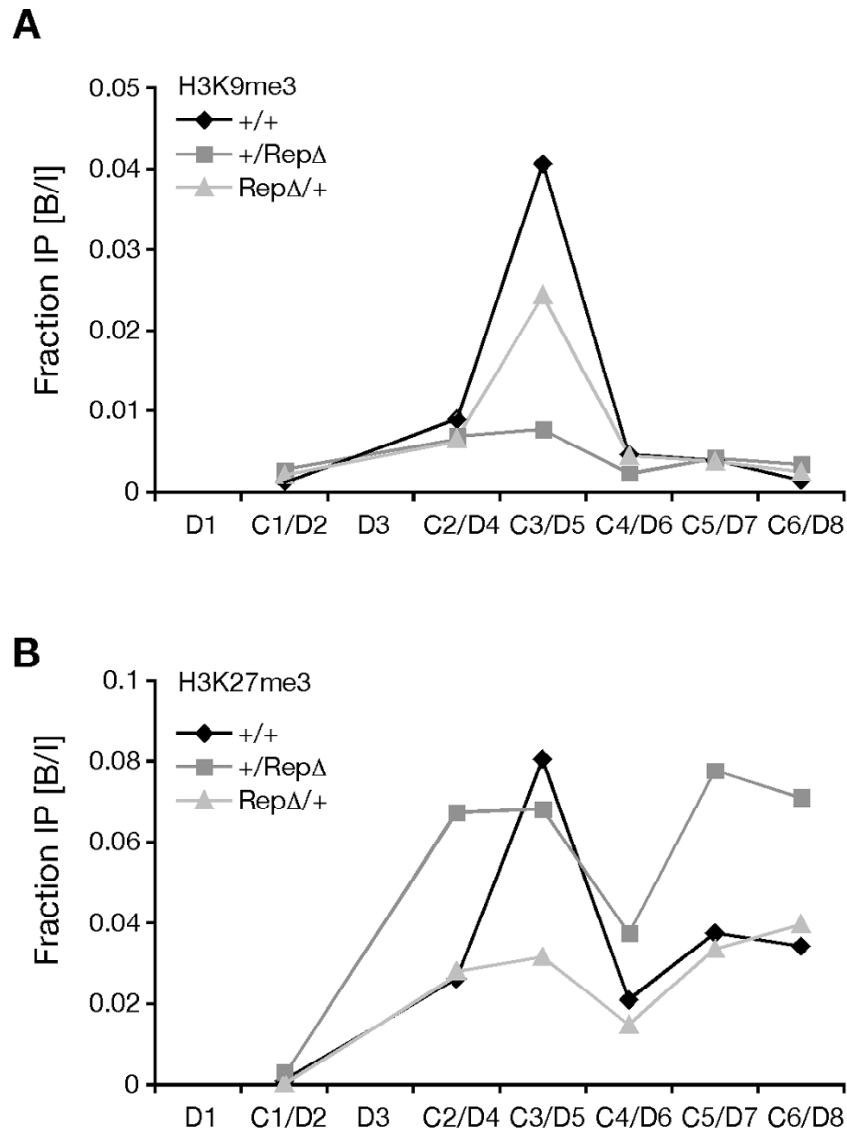 A
H3K9me3
+/+
+/RepΔ
RepΔ/+
Fraction IP [B/I]
0.05
0.04
0.03
0.02
0.01
0
D1 C1/D2 D3 C2/D4 C3/D5 C4/D6 C5/D7 C6/D8
B
H3K27me3
+/+
+/RepΔ
RepΔ/+
Fraction IP [B/I]
0.1
0.08
0.06
0.04
0.02
0
D1 C1/D2 D3 C2/D4 C3/D5 C4/D6 C5/D7 C6/D8